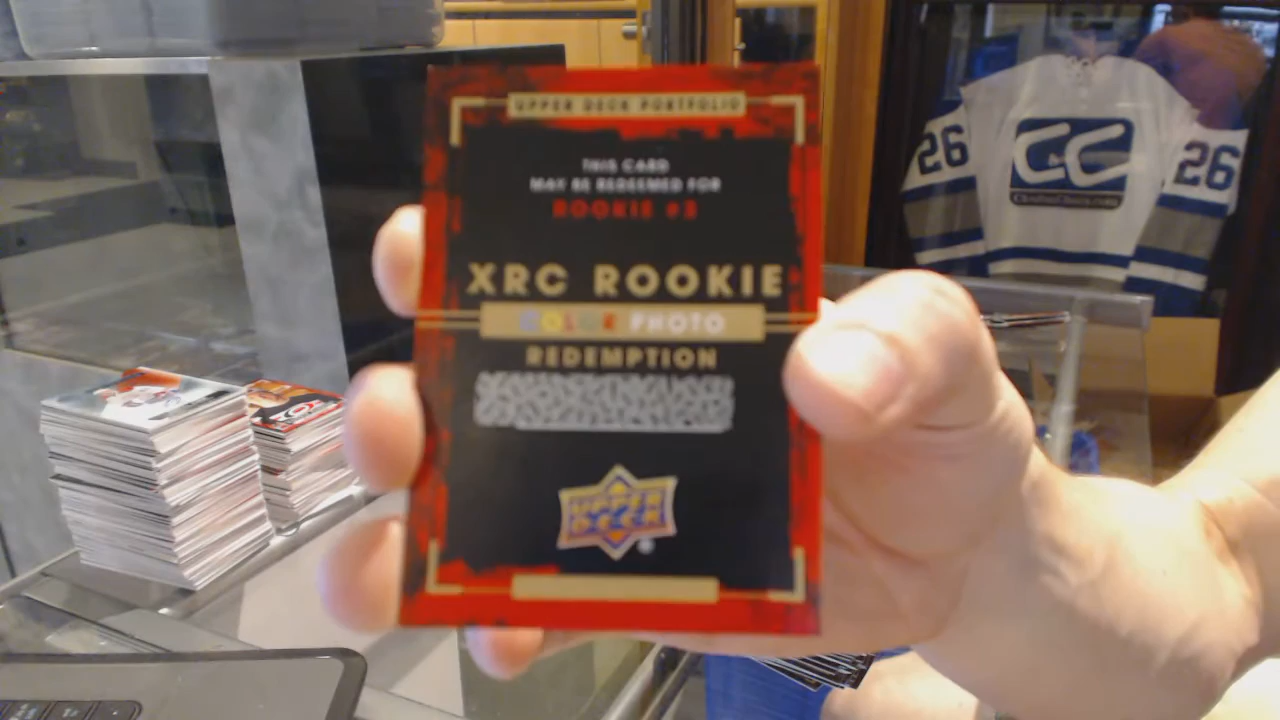 UPPER DECK PORTFOLIO
THIS CARD
MAY BE REDEEMED FOR
ROOKIE #3
XRC ROOKIE
COLOR PHOTO
REDEMPTION
UPPER
DECK
26
CC
26